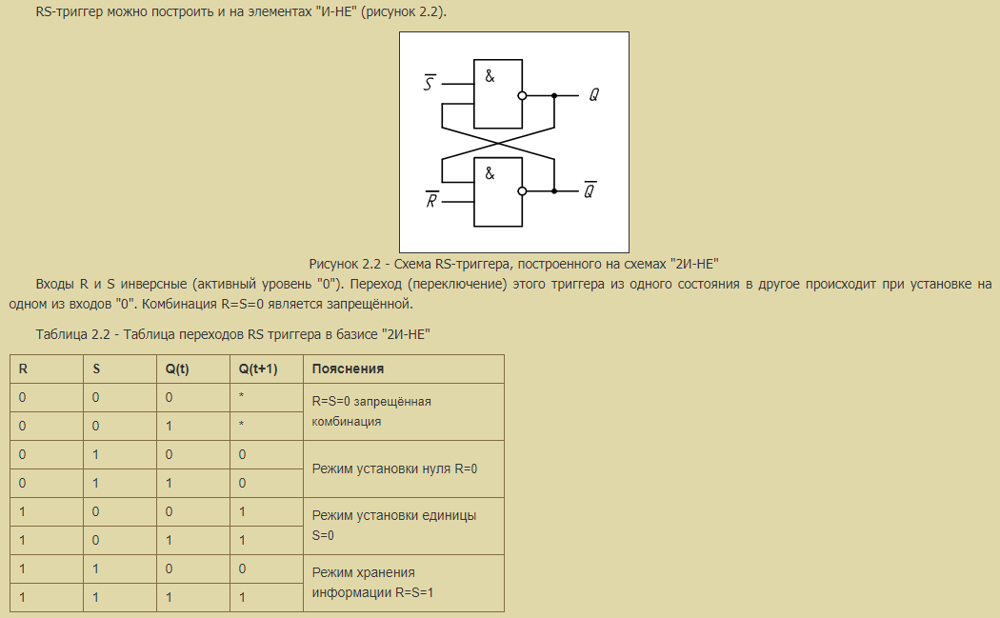 RS-триггер можно построить и на элементах "И-НЕ" (рисунок 2.2).
S̅ & Q
& Q̅
R̅
Рисунок 2.2 - Схема RS-триггера, построенного на схемах "2И-НЕ"
Входы R и S инверсные (активный уровень "0"). Переход (переключение) этого триггера из одного состояния в другое происходит при установке на
одном из входов "0". Комбинация R=S=0 является запрещённой.
Таблица 2.2 - Таблица переходов RS триггера в базисе "2И-НЕ"
R S Q(t) Q(t+1) Пояснения
0 0 0 * R=S=0 запрещённая
0 0 1 * комбинация
0 1 0 0 Режим установки нуля R=0
0 1 1 0
1 0 0 1 Режим установки единицы
1 0 1 1 S=0
1 1 0 0 Режим хранения
1 1 1 1 информации R=S=1